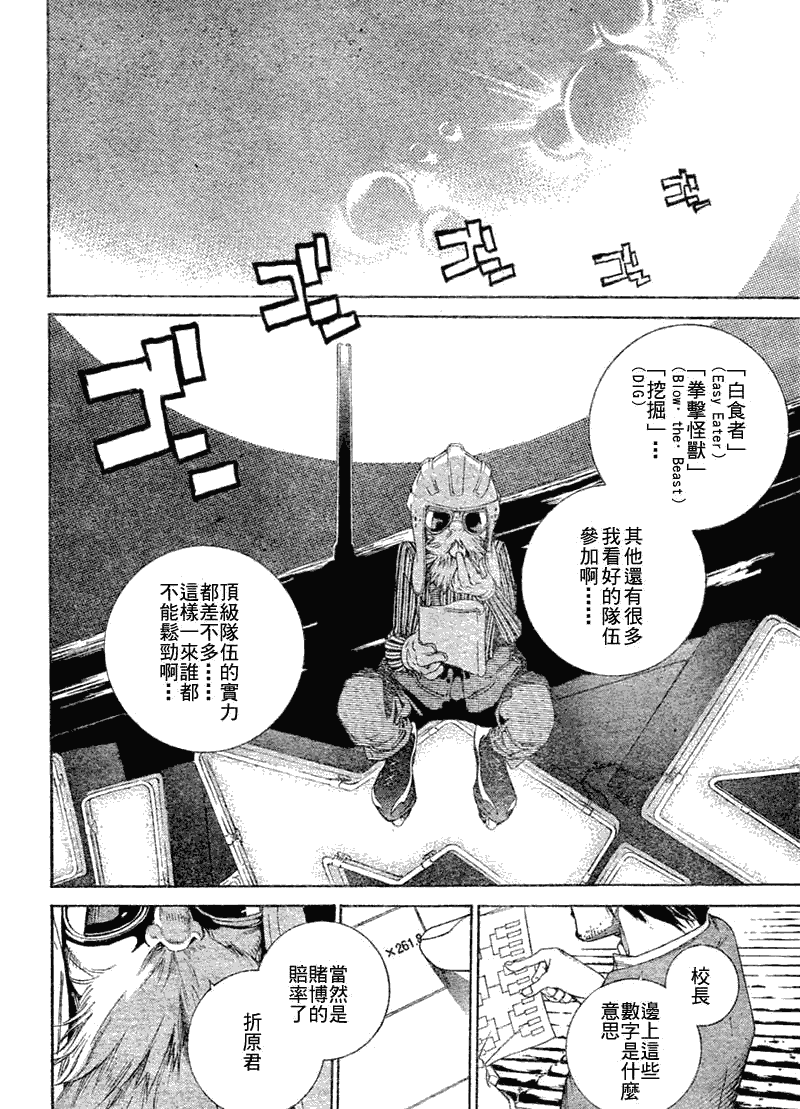 ゴゴゴゴゴ
「白食者」
(Easy Eater)
「拳擊怪獸」
(Blow· the· Beast)
「挖掘」…
(DIG)
其他還有很多
我看好的隊伍
參加啊……
頂級隊伍的實力
都差不多……
這樣一來誰都
不能鬆勁啊…
校長
邊上這些
數字是什麼
意思
×261.8
當然是
賭博的
賠率了
折原君